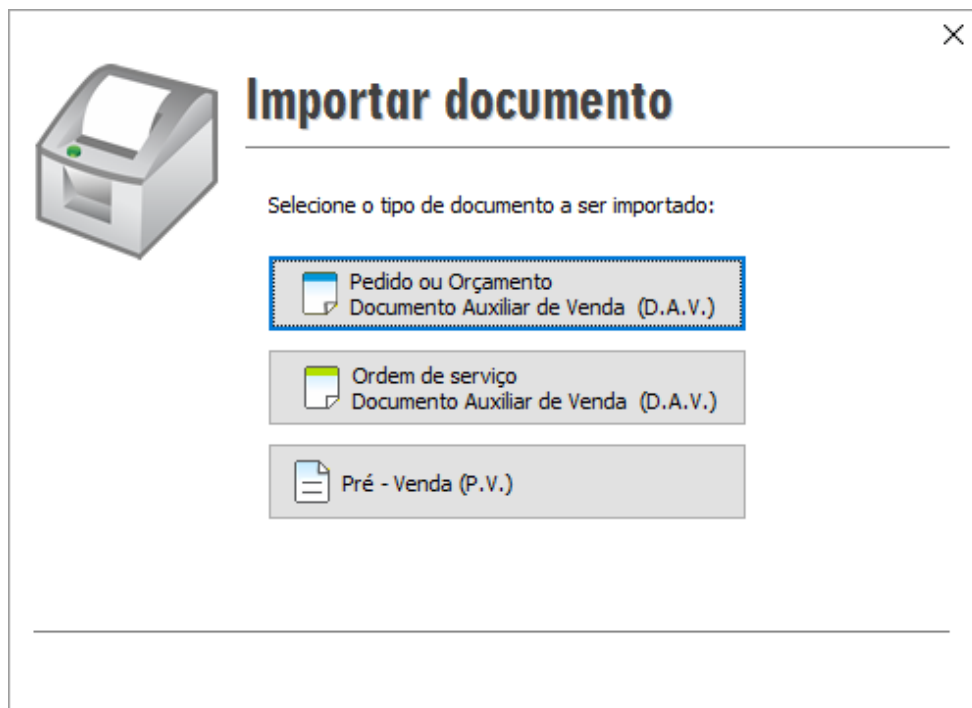 Importar documento
Selecione o tipo de documento a ser importado:
Pedido ou Orçamento
Documento Auxiliar de Venda (D.A.V.)
Ordem de serviço
Documento Auxiliar de Venda (D.A.V.)
Pré - Venda (P.V.)